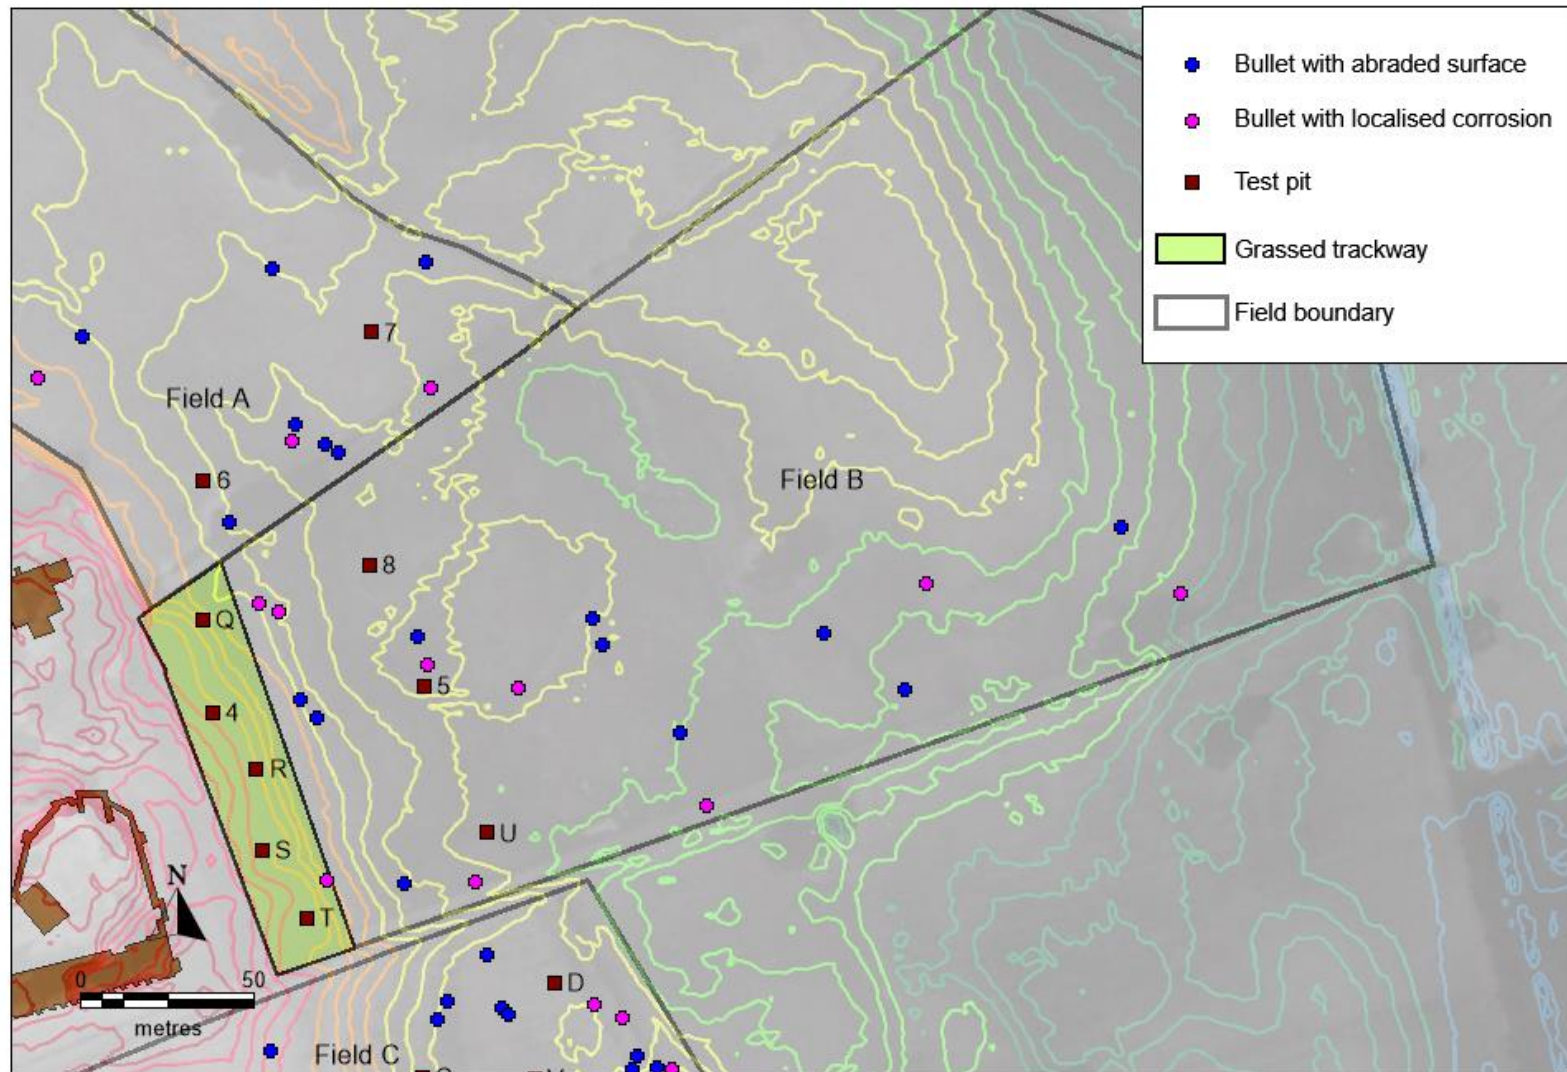 Bullet with abraded surface
Bullet with localised corrosion
Test pit
Grassed trackway
Field boundary
7
Field A
6
Field B
8
Q
5
4
R
U
S
N
T
0 50
metres
D
Field C